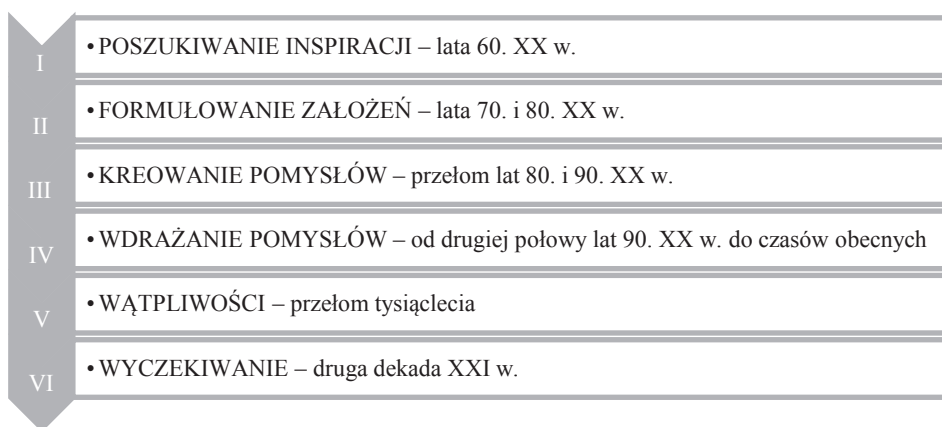 I
• POSZUKIWANIE INSPIRACJI – lata 60. XX w.
II
• FORMUŁOWANIE ZAŁOŻEŃ – lata 70. i 80. XX w.
III
• KREOWANIE POMYSŁÓW – przełom lat 80. i 90. XX w.
IV
• WDRAŻANIE POMYSŁÓW – od drugiej połowy lat 90. XX w. do czasów obecnych
V
• WĄTPLIWOŚCI – przełom tysiąclecia
VI
• WYCZEKIWANIE – druga dekada XXI w.